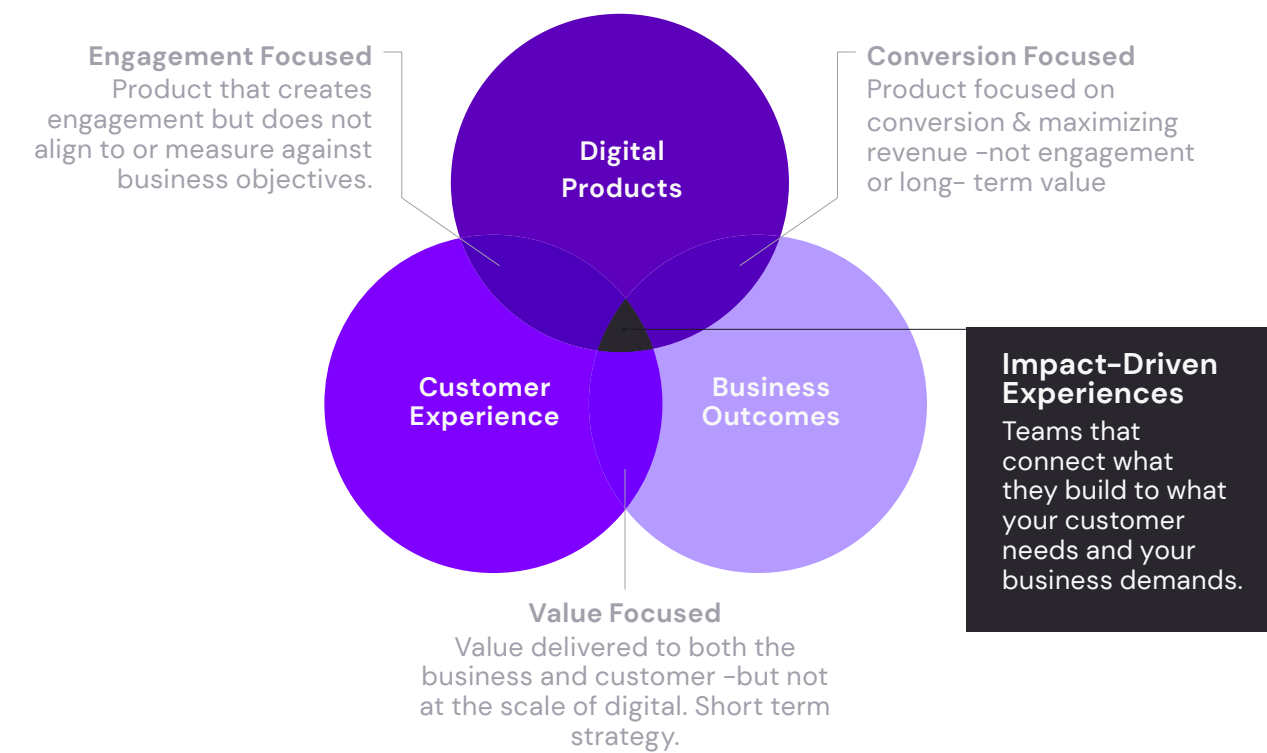 Engagement Focused
Product that creates
engagement but does not
align to or measure against
business objectives.
Conversion Focused
Product focused on
conversion & maximizing
revenue -not engagement
or long- term value
Digital
Products
Customer
Experience
Business
Outcomes
Impact-Driven
Experiences
Teams that
connect what
they build to what
your customer
needs and your
business demands.
Value Focused
Value delivered to both the
business and customer -but not
at the scale of digital. Short term
strategy.